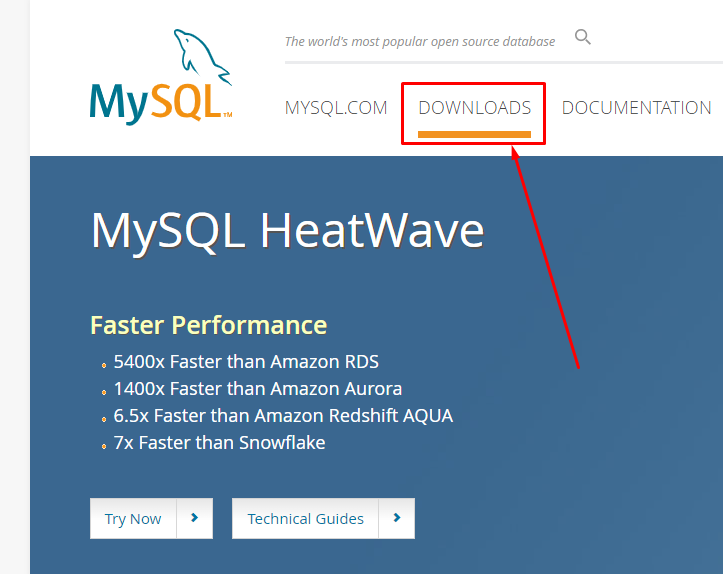 The world's most popular open source database
MySQL™
MYSQL.COM DOWNLOADS DOCUMENTATION
MySQL HeatWave
Faster Performance
5400x Faster than Amazon RDS
1400x Faster than Amazon Aurora
6.5x Faster than Amazon Redshift AQUA
7x Faster than Snowflake
Try Now Technical Guides